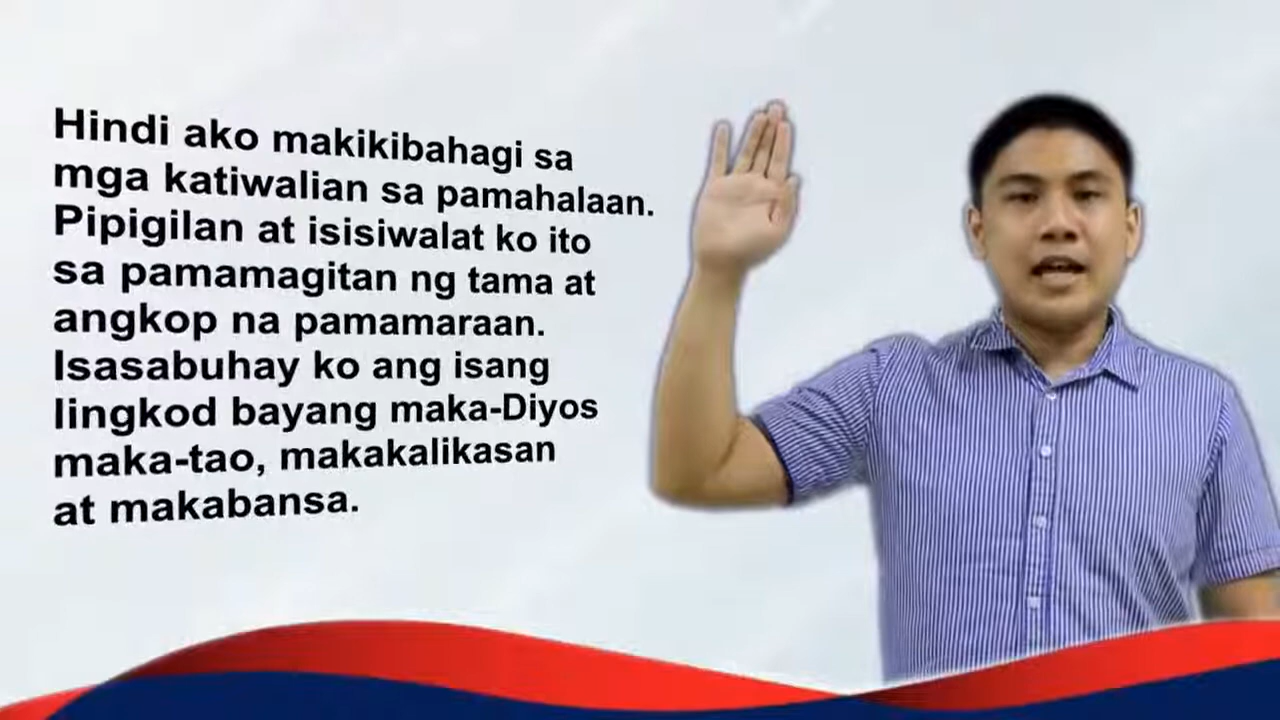 Hindi ako makikibahagi sa
mga katiwalian sa pamahalaan.
Pipigilan at isisiwalat ko ito
sa pamamagitan ng tama at
angkop na pamamaraan.
Isasabuhay ko ang isang
lingkod bayang maka-Diyos
maka-tao, makakalikasan
at makabansa.